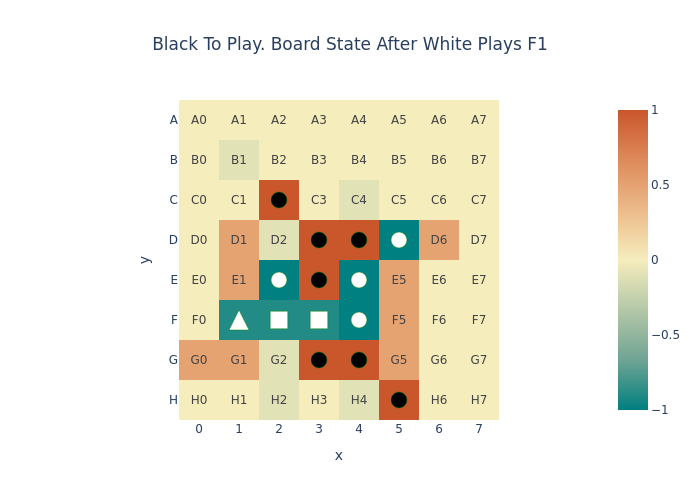 Black To Play. Board State After White Plays F1
A A0 A1 A2 A3 A4 A5 A6 A7
B B0 B1 B2 B3 B4 B5 B6 B7
C C0 C1 C3 C4 C5 C6 C7
D D0 D1 D2 D6 D7
E E0 E1 E5 E6 E7
F F0 F5 F6 F7
G G0 G1 G2 G5 G6 G7
H H0 H1 H2 H3 H4 H6 H7
0 1 2 3 4 5 6 7
x
y
1
0.5
0
−0.5
−1